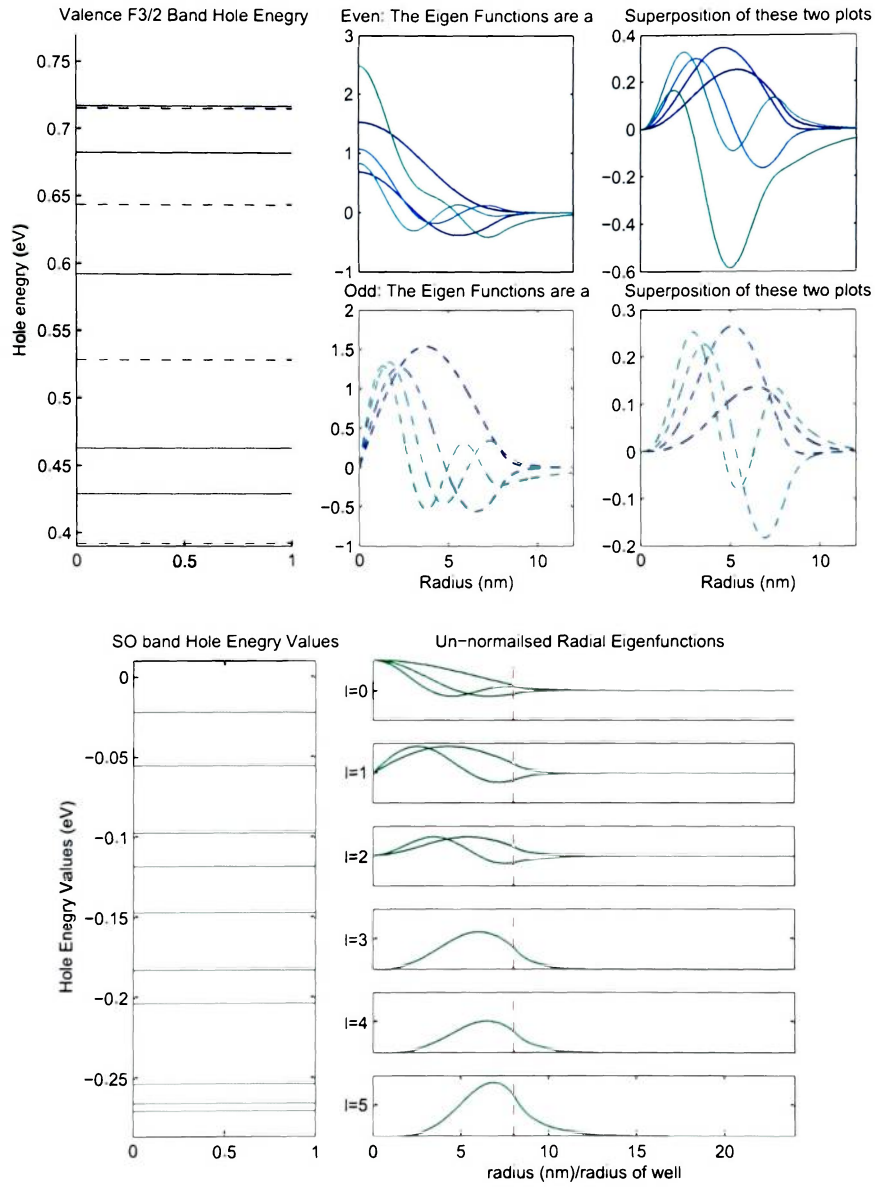 Valence F3/2 Band Hole Enegry
Even: The Eigen Functions are a
Superposition of these two plots
Hole enegry (eV)
0.75
0.7
0.65
0.6
0.55
0.5
0.45
0.4
0 0.5 1
3
2
1
0
−1
0.4
0.2
0
−0.2
−0.4
−0.6
Odd: The Eigen Functions are a
Superposition of these two plots
2
1.5
1
0.5
0
−0.5
−1
0 5 10
Radius (nm)
0.3
0.2
0.1
0
−0.1
−0.2
0 5 10
Radius (nm)
SO band Hole Enegry Values
Un−normailsed Radial Eigenfunctions
Hole Enegry Values (eV)
0
−0.05
−0.1
−0.15
−0.2
−0.25
0 0.5 1
l=0
l=1
l=2
l=3
l=4
l=5
0 5 10 15 20
radius (nm)/radius of well